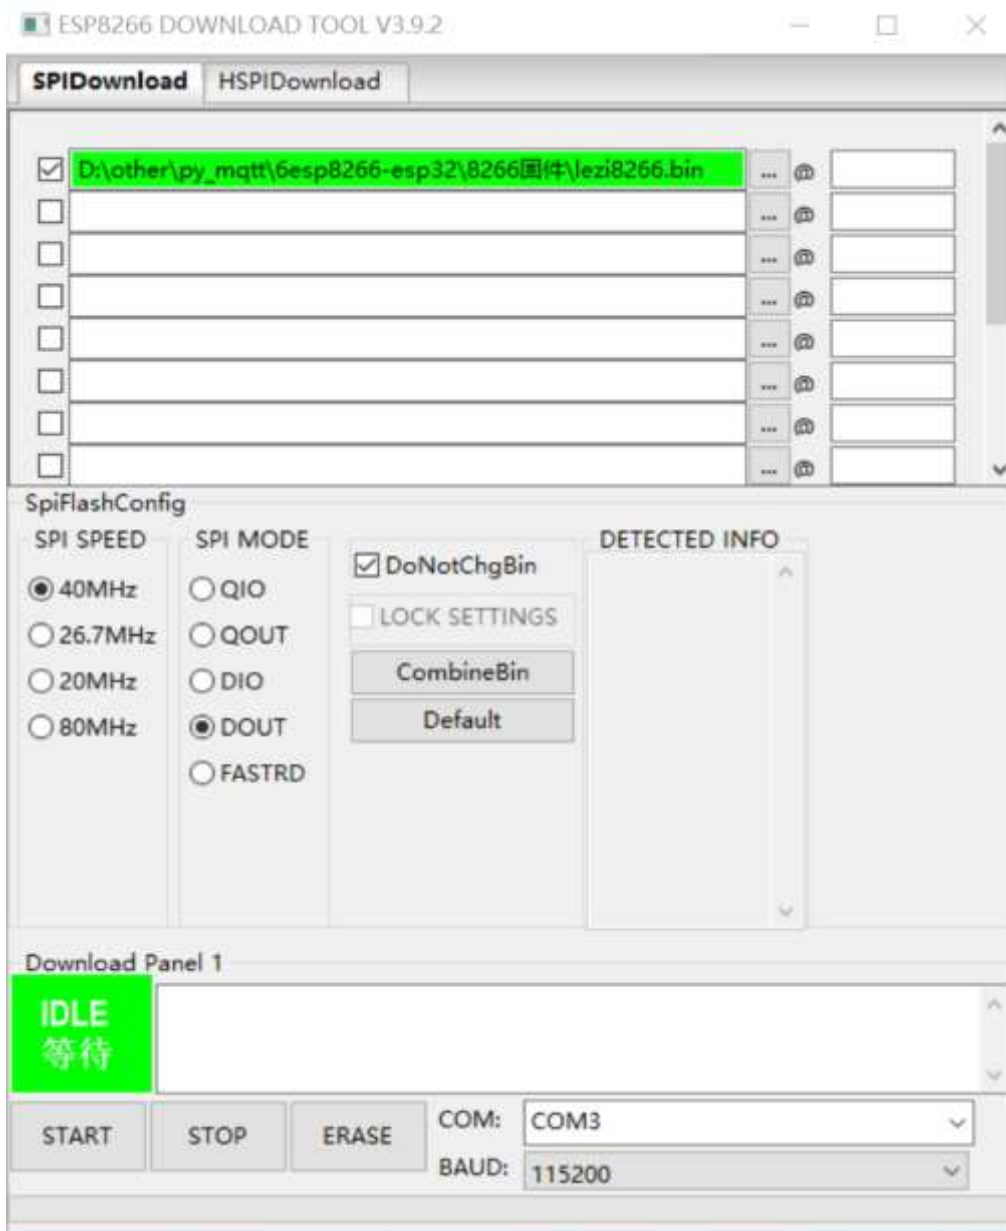 ESP8266 DOWNLOAD TOOL V3.9.2
SPIDownload HSPIDownload
D:\other\py_mqtt\6esp8266-esp32\8266固件\lezi8266.bin ... @
... @
... @
... @
... @
... @
... @
... @
SpiFlashConfig
SPI SPEED
40MHz
26.7MHz
20MHz
80MHz
SPI MODE
QIO
QOUT
DIO
DOUT
FASTRD
DoNotChgBin
LOCK SETTINGS
CombineBin
Default
DETECTED INFO
Download Panel 1
IDLE
等待
START STOP ERASE
COM: COM3
BAUD: 115200